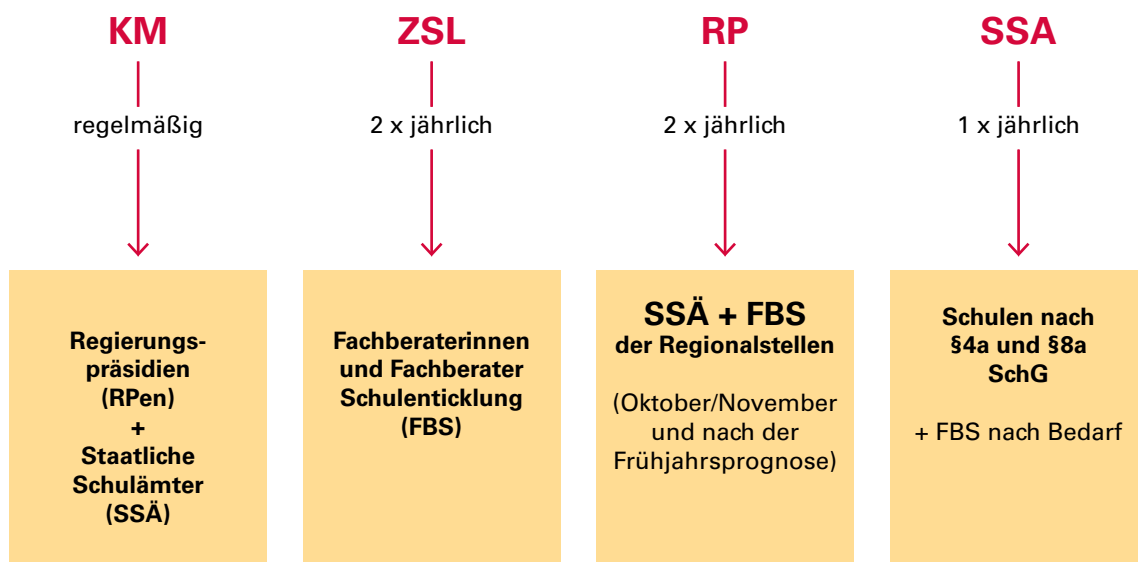 KM
regelmäßig
Regierungs-
präsidien
(RPen)
+
Staatliche
Schulämter
(SSÄ)
ZSL
2 x jährlich
Fachberaterinnen
und Fachberater
Schulenticklung
(FBS)
RP
2 x jährlich
SSÄ + FBS
der Regionalstellen
(Oktober/November
und nach der
Frühjahrsprognose)
SSA
1 x jährlich
Schulen nach
§4a und §8a
SchG
+ FBS nach Bedarf